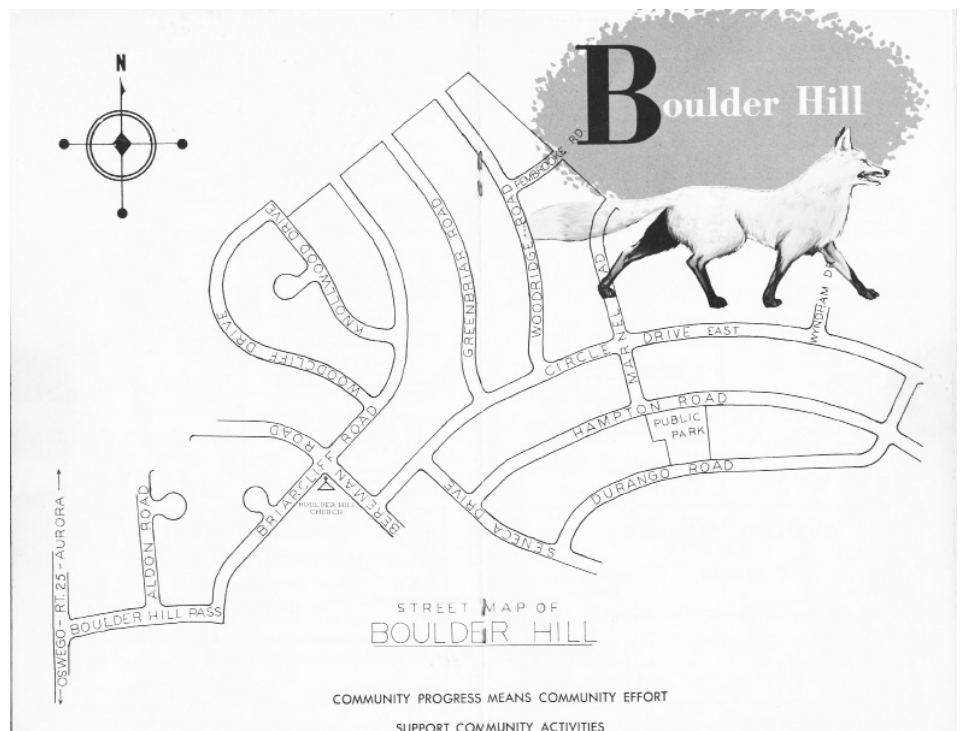 N
Boulder Hill
PEMBROOKE RD
KNOLLWOOD DRIVE
GREENBRIAR ROAD
WOODRIDGE ROAD
WOODCLIFF DRIVE
CIRCLE DRIVE EAST
MARNEL ROAD
WYNDHAM DR
HAMPTON ROAD
PUBLIC
PARK
DURANGO ROAD
SENECA DRIVE
BEREMAN ROAD
BRIARCLIFF ROAD
BOULDER HILL
CHURCH
ALDON ROAD
BOULDER HILL PASS
OSWEGO - RT. 25 - AURORA
STREET MAP OF
BOULDER HILL
COMMUNITY PROGRESS MEANS COMMUNITY EFFORT
SUPPORT COMMUNITY ACTIVITIES